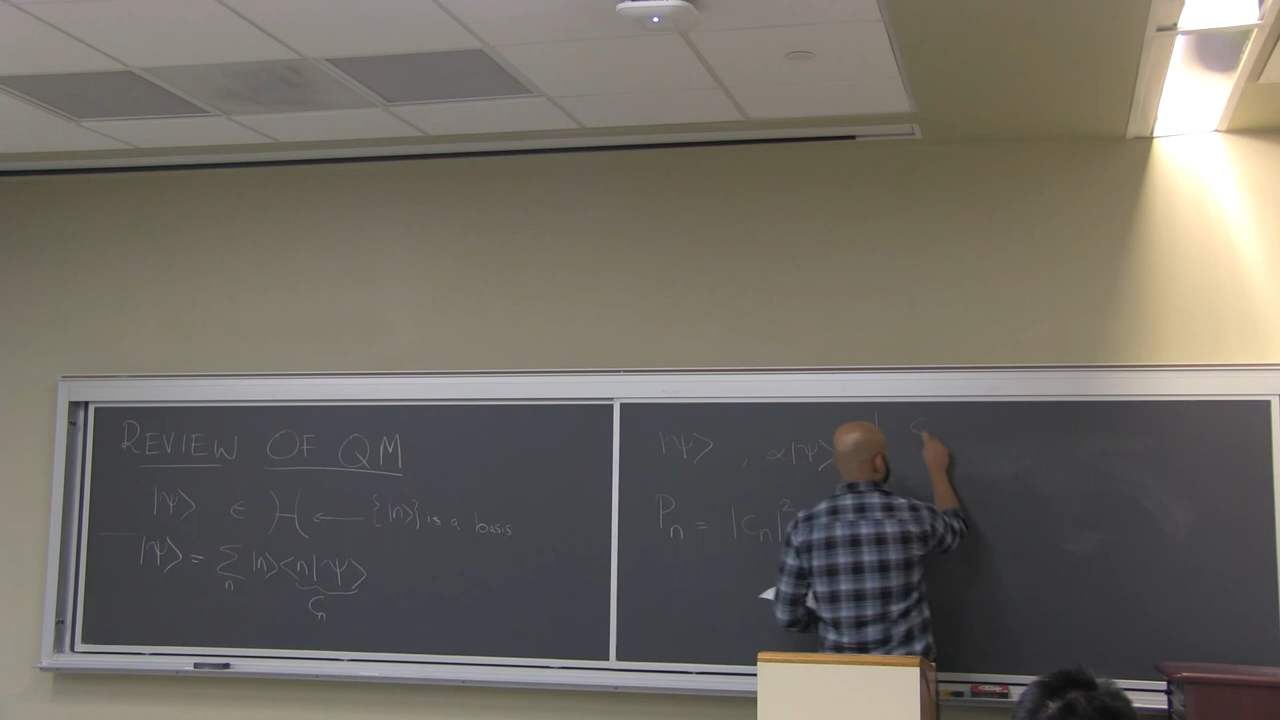 REVIEW OF QM
|Ψ> ∈ H ← {|n>} is a basis
|Ψ> = Σ_n |n><n|Ψ>
C_n
|Ψ> , α|Ψ>
P_n = |C_n|²